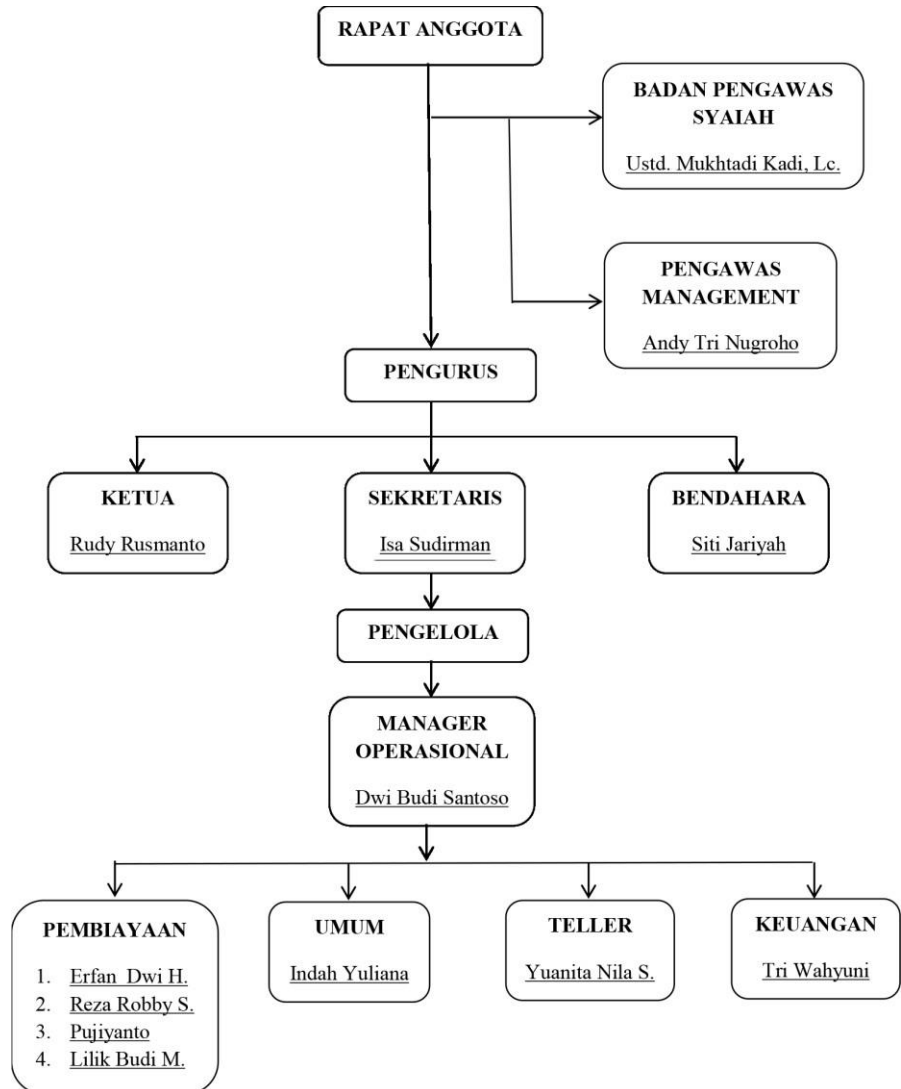 RAPAT ANGGOTA
BADAN PENGAWAS
SYAIAH
Ustd. Mukhtadi Kadi, Lc.
PENGAWAS
MANAGEMENT
Andy Tri Nugroho
PENGURUS
KETUA
Rudy Rusmanto
SEKRETARIS
Isa Sudirman
BENDAHARA
Siti Jariyah
PENGELOLA
MANAGER
OPERASIONAL
Dwi Budi Santoso
PEMBIAYAAN
1. Erfan Dwi H.
2. Reza Robby S.
3. Pujiyanto
4. Lilik Budi M.
UMUM
Indah Yuliana
TELLER
Yuanita Nila S.
KEUANGAN
Tri Wahyuni